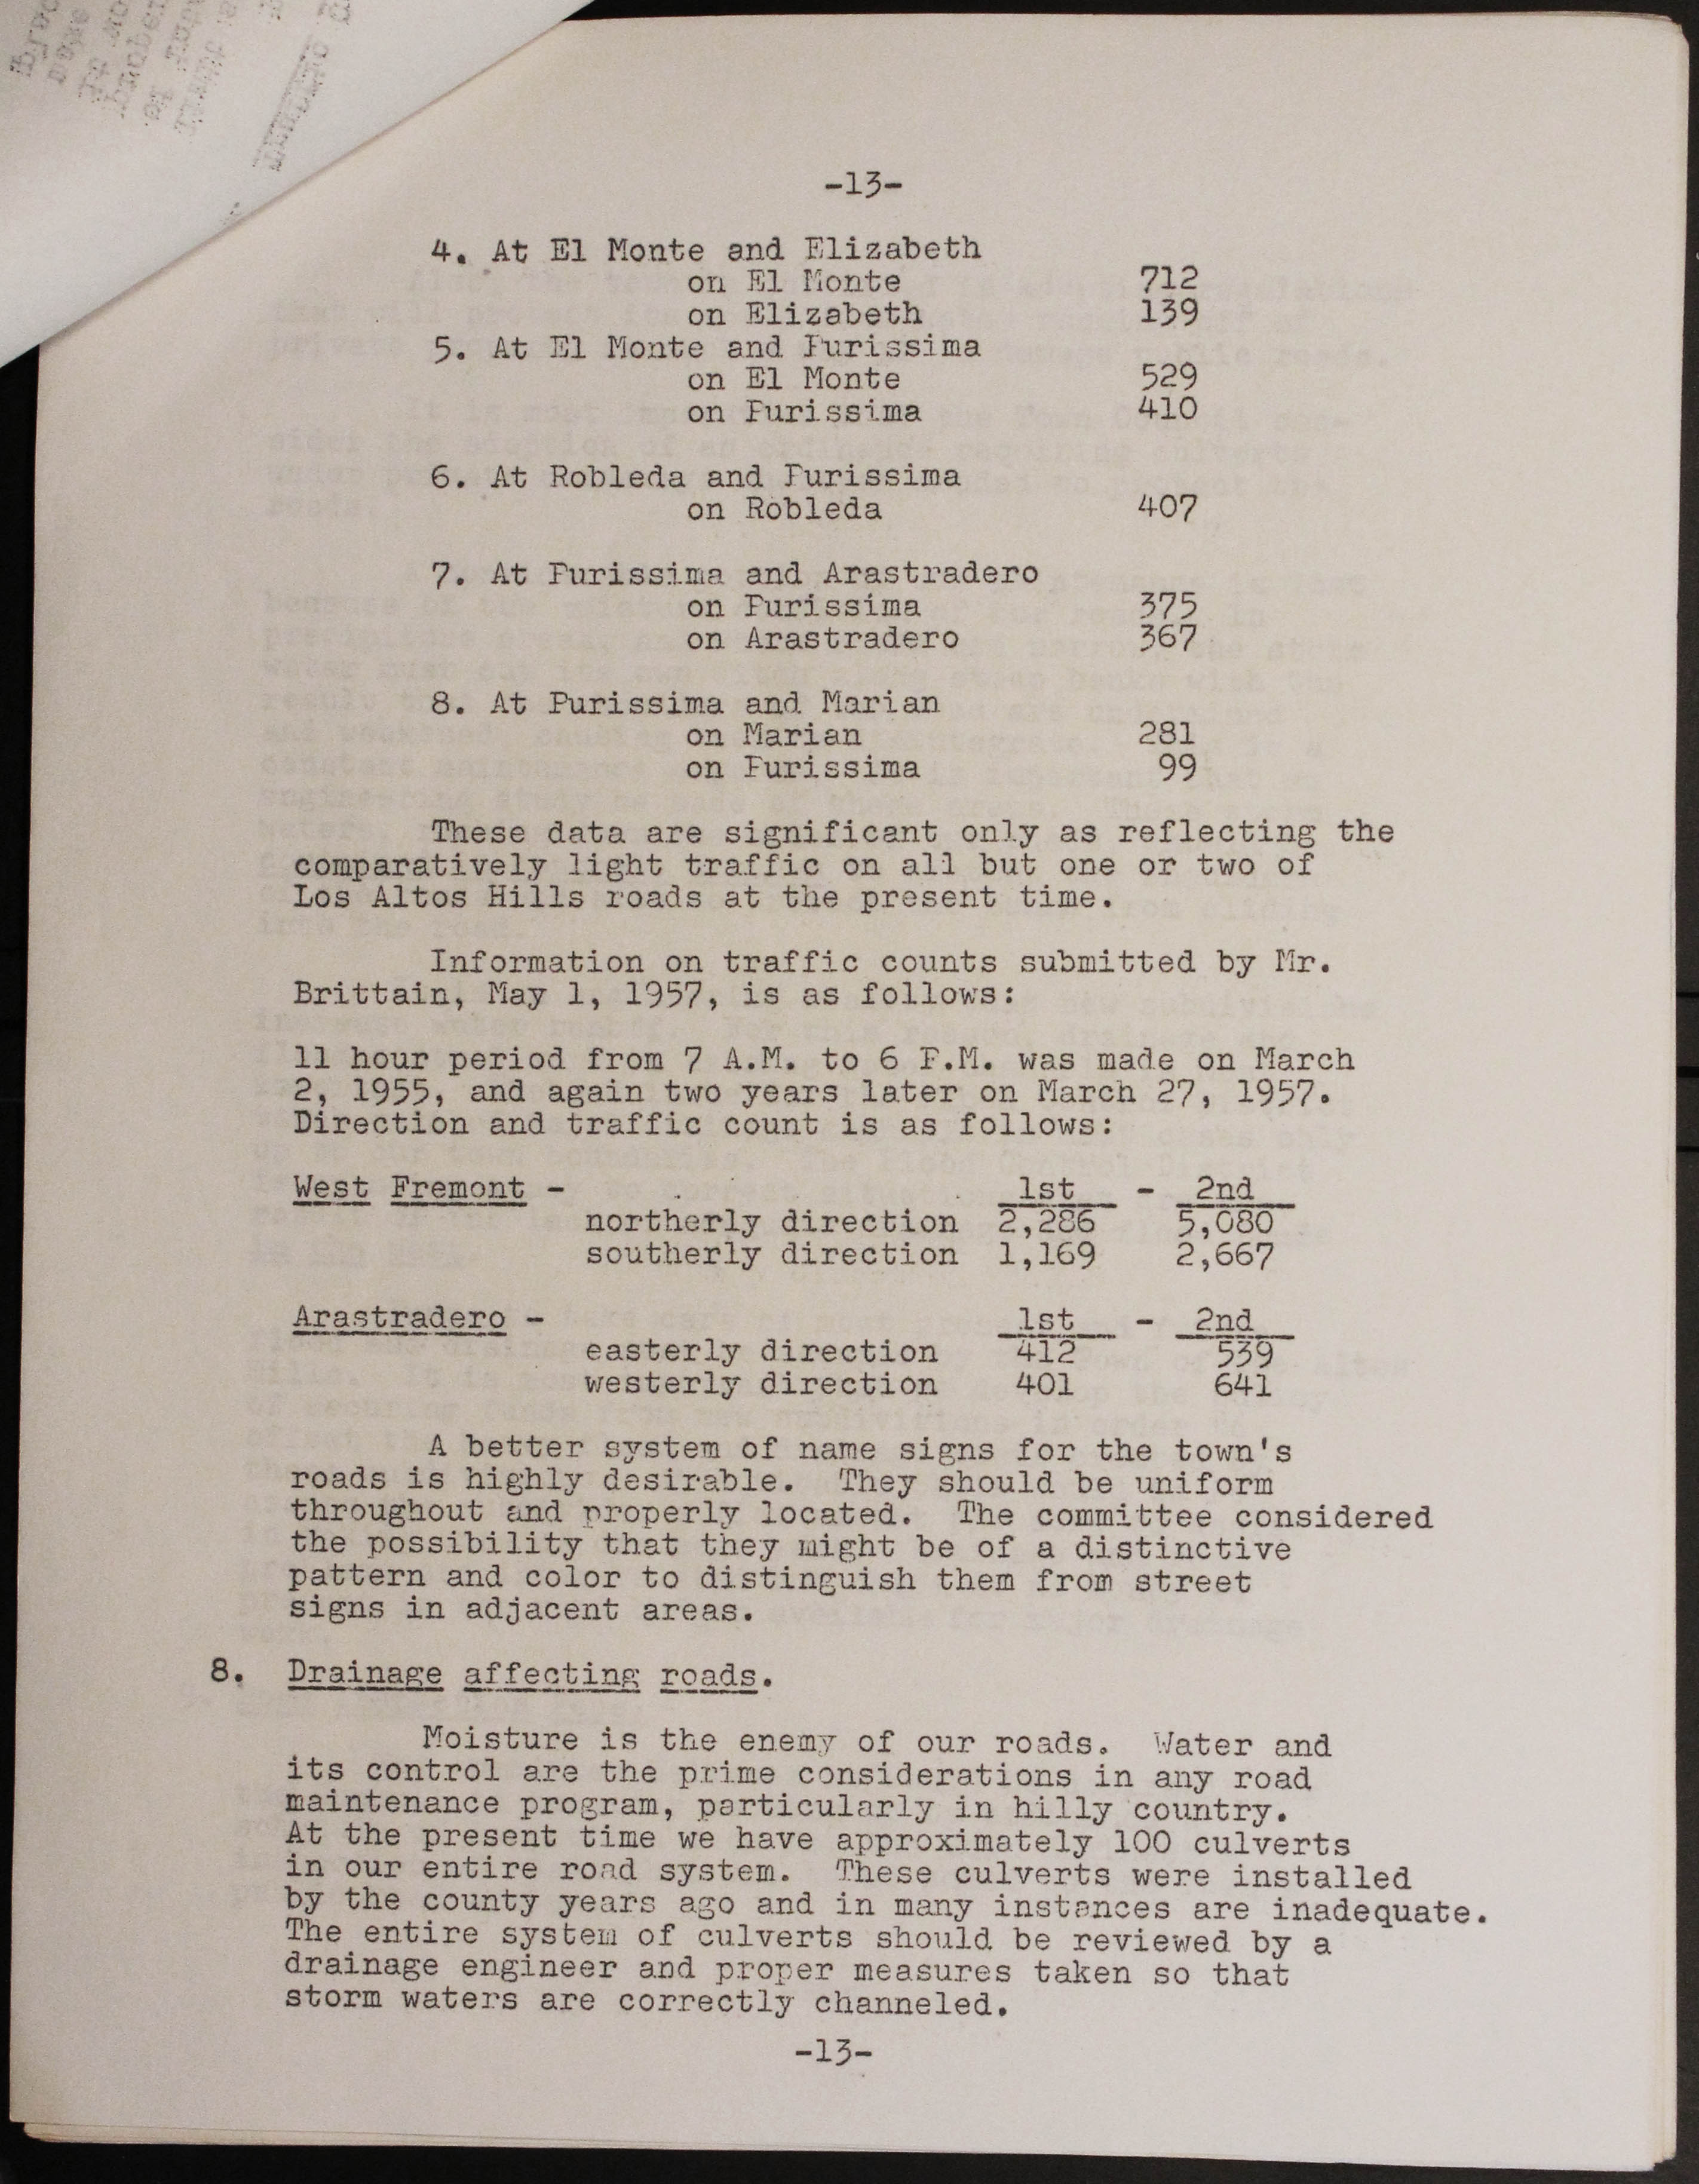 -13-
4. At El Monte and Elizabeth
on El Monte 712
on Elizabeth 139
5. At El Monte and Purissima
on El Monte 529
on Purissima 410
6. At Robleda and Purissima
on Robleda 407
7. At Purissima and Arastradero
on Purissima 375
on Arastradero 367
8. At Purissima and Marian
on Marian 281
on Purissima 99
These data are significant only as reflecting the
comparatively light traffic on all but one or two of
Los Altos Hills roads at the present time.
Information on traffic counts submitted by Mr.
Brittain, May 1, 1957, is as follows:
11 hour period from 7 A.M. to 6 P.M. was made on March
2, 1955, and again two years later on March 27, 1957.
Direction and traffic count is as follows:
West Fremont - 1st - 2nd
northerly direction 2,286 5,080
southerly direction 1,169 2,667
Arastradero - 1st - 2nd
easterly direction 412 539
westerly direction 401 641
A better system of name signs for the town's
roads is highly desirable. They should be uniform
throughout and properly located. The committee considered
the possibility that they might be of a distinctive
pattern and color to distinguish them from street
signs in adjacent areas.
8. Drainage affecting roads.
Moisture is the enemy of our roads. Water and
its control are the prime considerations in any road
maintenance program, particularly in hilly country.
At the present time we have approximately 100 culverts
in our entire road system. These culverts were installed
by the county years ago and in many instances are inadequate.
The entire system of culverts should be reviewed by a
drainage engineer and proper measures taken so that
storm waters are correctly channeled.
-13-